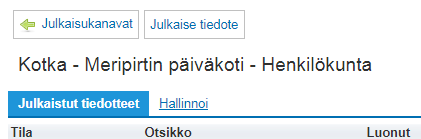 Julkaisukanavat Julkaise tiedote
Kotka - Meripirtin päiväkoti - Henkilökunta
Julkaistut tiedotteet Hallinnoi
Tila Otsikko Luonut